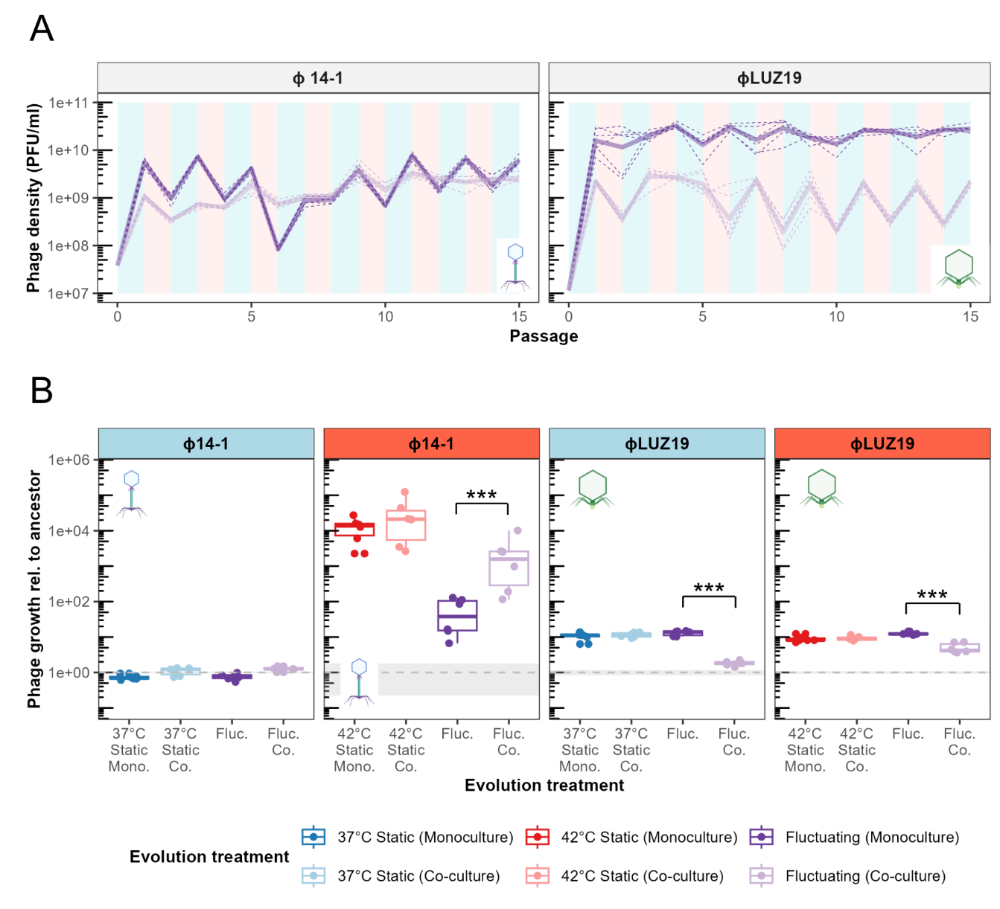 A
ϕ 14-1
ϕLUZ19
Phage density (PFU/ml)
1e+11
1e+10
1e+09
1e+08
1e+07
0 5 10 15
0 5 10 15
Passage
B
ϕ14-1
ϕ14-1
ϕLUZ19
ϕLUZ19
Phage growth rel. to ancestor
1e+06
1e+04
1e+02
1e+00
***
***
***
37°C Static Mono.
37°C Static Co.
Fluc.
Fluc. Co.
42°C Static Mono.
42°C Static Co.
Fluc.
Fluc. Co.
37°C Static Mono.
37°C Static Co.
Fluc.
Fluc. Co.
42°C Static Mono.
42°C Static Co.
Fluc.
Fluc. Co.
Evolution treatment
Evolution treatment
37°C Static (Monoculture)
42°C Static (Monoculture)
Fluctuating (Monoculture)
37°C Static (Co-culture)
42°C Static (Co-culture)
Fluctuating (Co-culture)